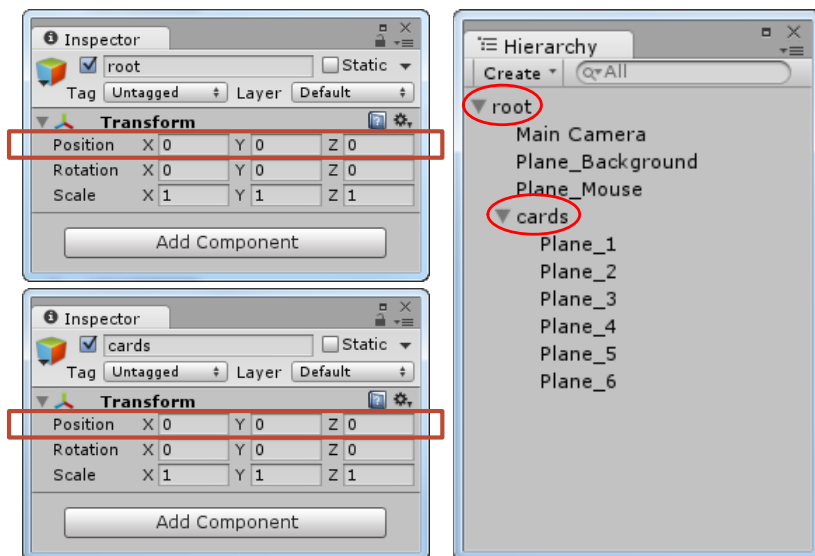 Inspector
root Static
Tag Untagged Layer Default
Transform
Position X 0 Y 0 Z 0
Rotation X 0 Y 0 Z 0
Scale X 1 Y 1 Z 1
Add Component
Inspector
cards Static
Tag Untagged Layer Default
Transform
Position X 0 Y 0 Z 0
Rotation X 0 Y 0 Z 0
Scale X 1 Y 1 Z 1
Add Component
Hierarchy
Create All
root
Main Camera
Plane_Background
Plane_Mouse
cards
Plane_1
Plane_2
Plane_3
Plane_4
Plane_5
Plane_6